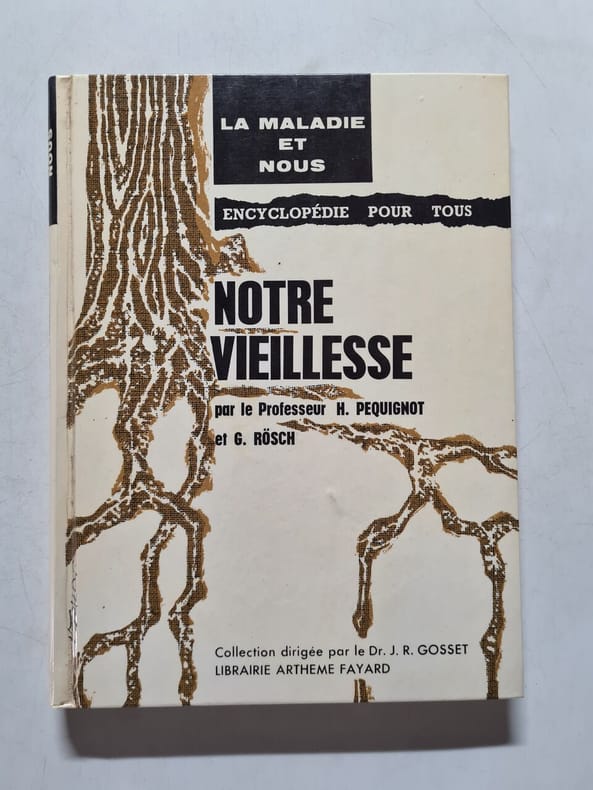 LA MALADIE
ET
NOUS
ENCYCLOPÉDIE POUR TOUS
NOTRE
VIEILLESSE
par le Professeur H. PEQUIGNOT
et G. RÖSCH
Collection dirigée par le Dr. J. R. GOSSET
LIBRAIRIE ARTHEME FAYARD
NOUS